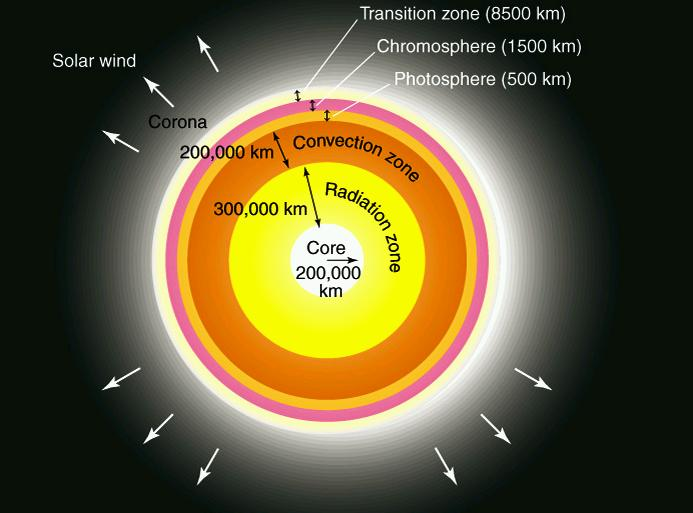 Transition zone (8500 km)
Chromosphere (1500 km)
Solar wind
Photosphere (500 km)
Corona
Convection zone
200,000 km
Radiation zone
300,000 km
Core
200,000
km